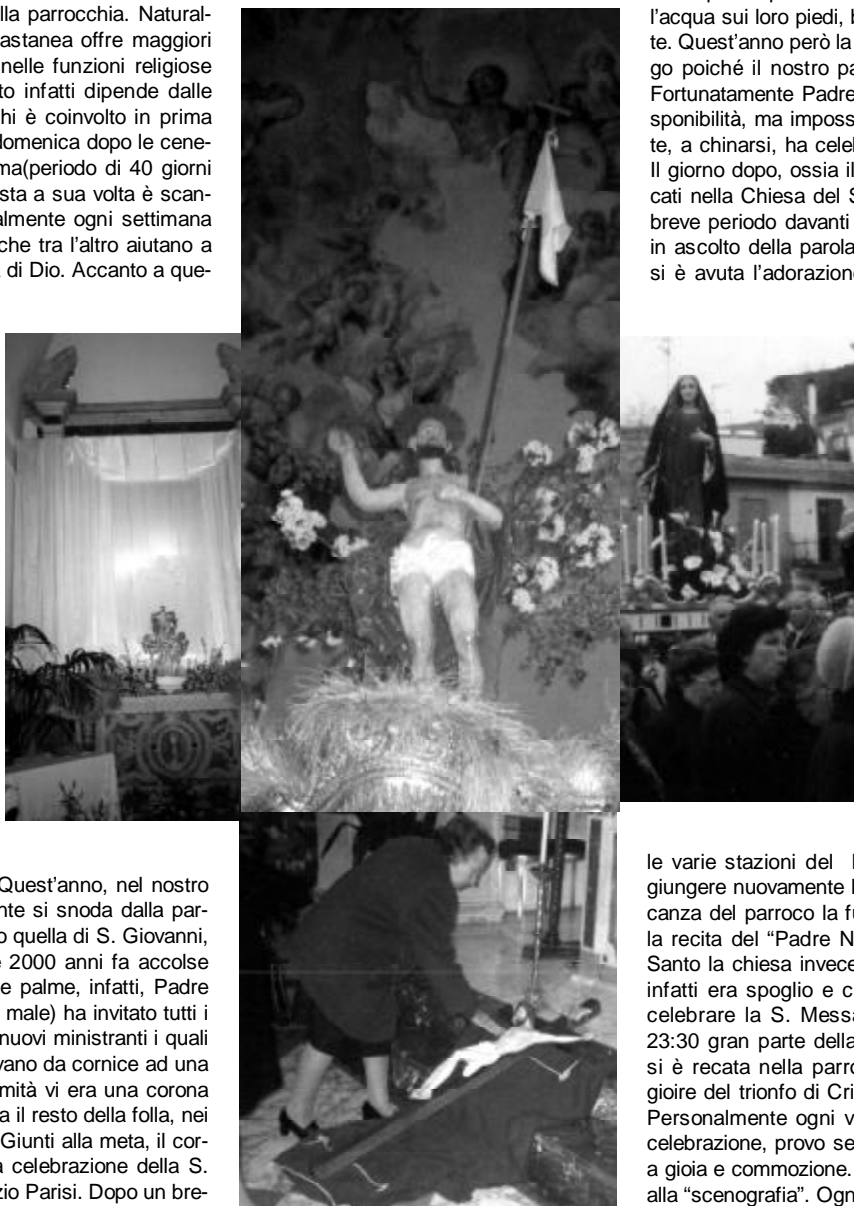 lla parrocchia. Natural-
astanea offre maggiori
nelle funzioni religiose
to infatti dipende dalle
hi è coinvolto in prima
domenica dopo le cene-
ma(periodo di 40 giorni
sta a sua volta è scan-
almente ogni settimana
che tra l'altro aiutano a
di Dio. Accanto a que-
Quest'anno, nel nostro
nte si snoda dalla par-
o quella di S. Giovanni,
e 2000 anni fa accolse
e palme, infatti, Padre
male) ha invitato tutti i
nuovi ministranti i quali
vano da cornice ad una
mità vi era una corona
a il resto della folla, nei
Giunti alla meta, il cor-
a celebrazione della S.
zio Parisi. Dopo un bre-
l'acqua sui loro piedi, b
te. Quest'anno però la
go poiché il nostro pa
Fortunatamente Padre
sponibilità, ma imposs
te, a chinarsi, ha celel
Il giorno dopo, ossia il
cati nella Chiesa del S
breve periodo davanti
in ascolto della parola
si è avuta l'adorazione
le varie stazioni del
giungere nuovamente l
canza del parroco la fu
la recita del “Padre N
Santo la chiesa invece
infatti era spoglio e c
celebrare la S. Messa
23:30 gran parte della
si è recata nella parro
gioire del trionfo di Cri
Personalmente ogni v
celebrazione, provo se
a gioia e commozione.
alla “scenografia”. Ogn